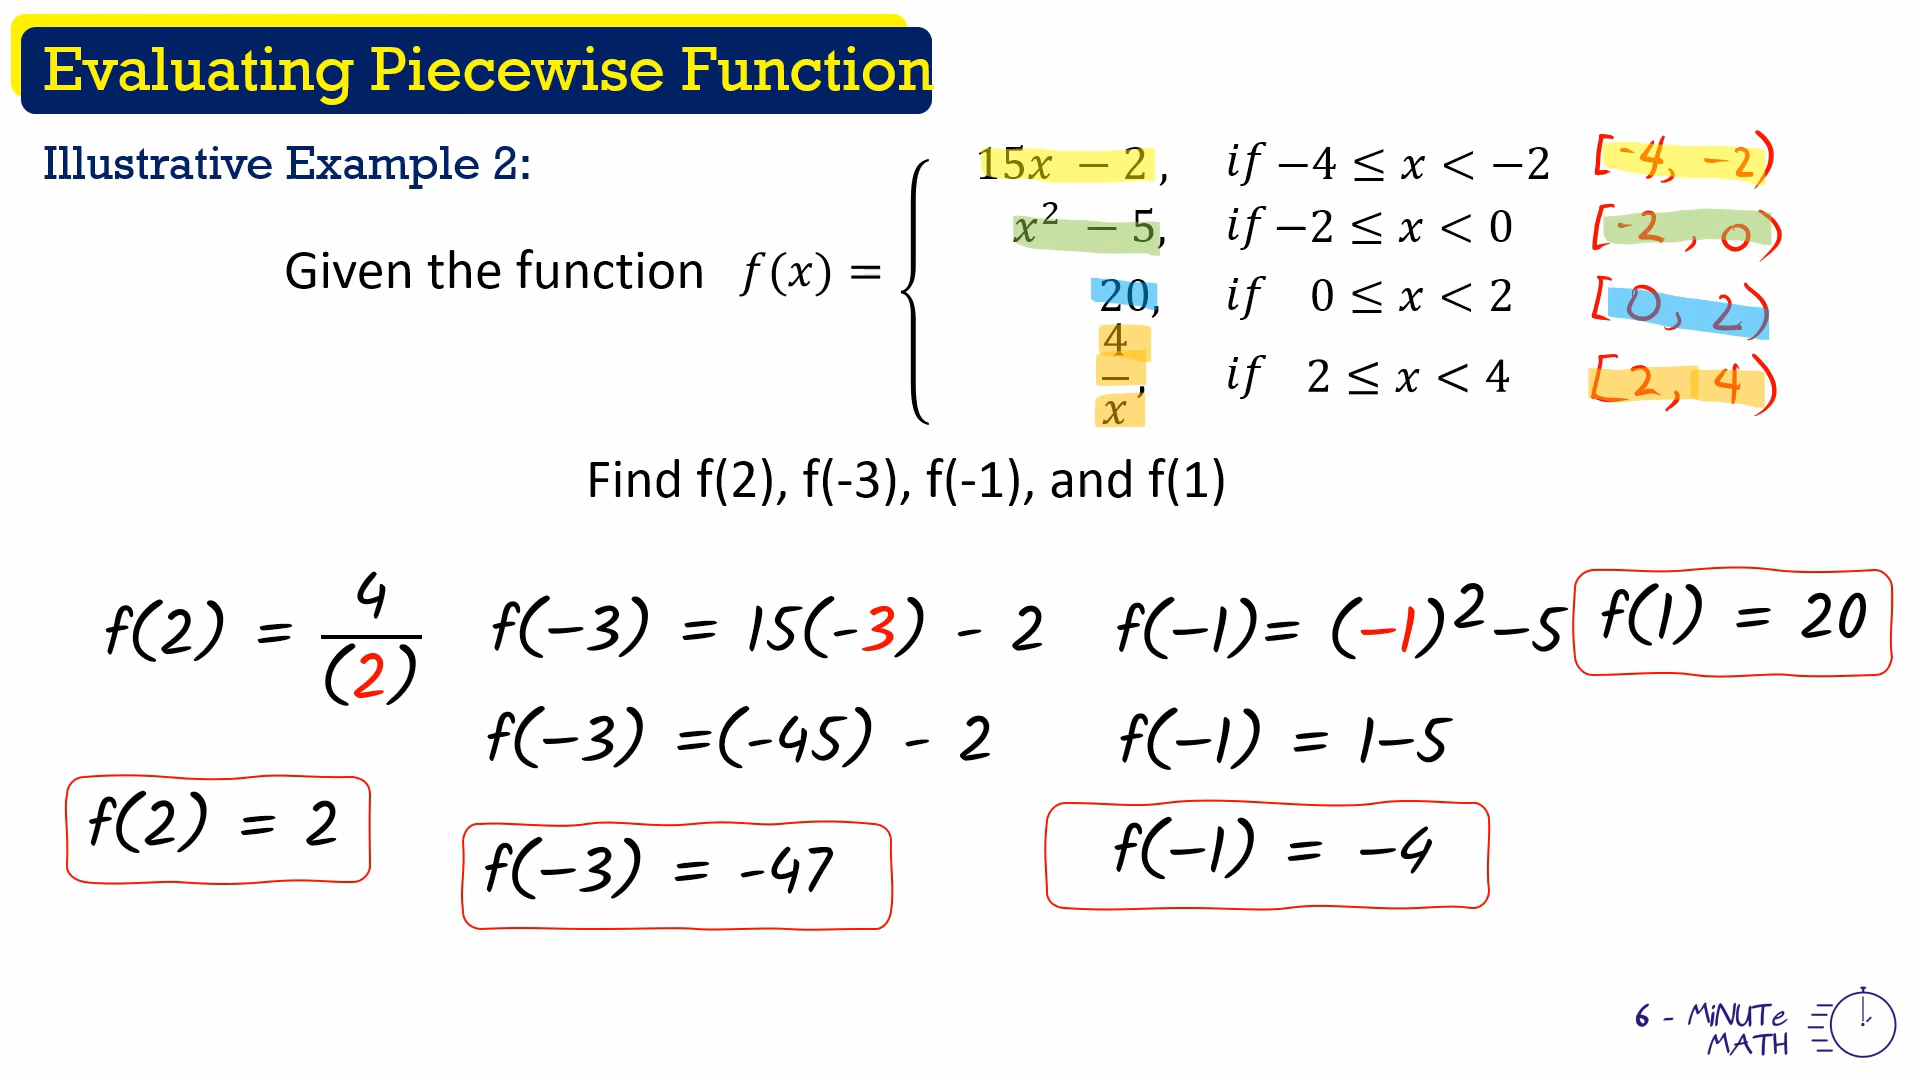 Evaluating Piecewise Function
Illustrative Example 2:
15x − 2, if −4 ≤ x < −2 [-4, -2)
x² − 5, if −2 ≤ x < 0 [-2, 0)
Given the function f(x) =
20, if 0 ≤ x < 2 [0, 2)
4/x, if 2 ≤ x < 4 [2, 4)
Find f(2), f(-3), f(-1), and f(1)
f(2) = 4/(2) f(−3) = 15(-3) - 2 f(−1) = (−1)² −5 f(1) = 20
f(−3) =(-45) - 2 f(−1) = 1−5
f(2) = 2 f(−3) = -47 f(−1) = −4
6 - MiNUTe
MATH